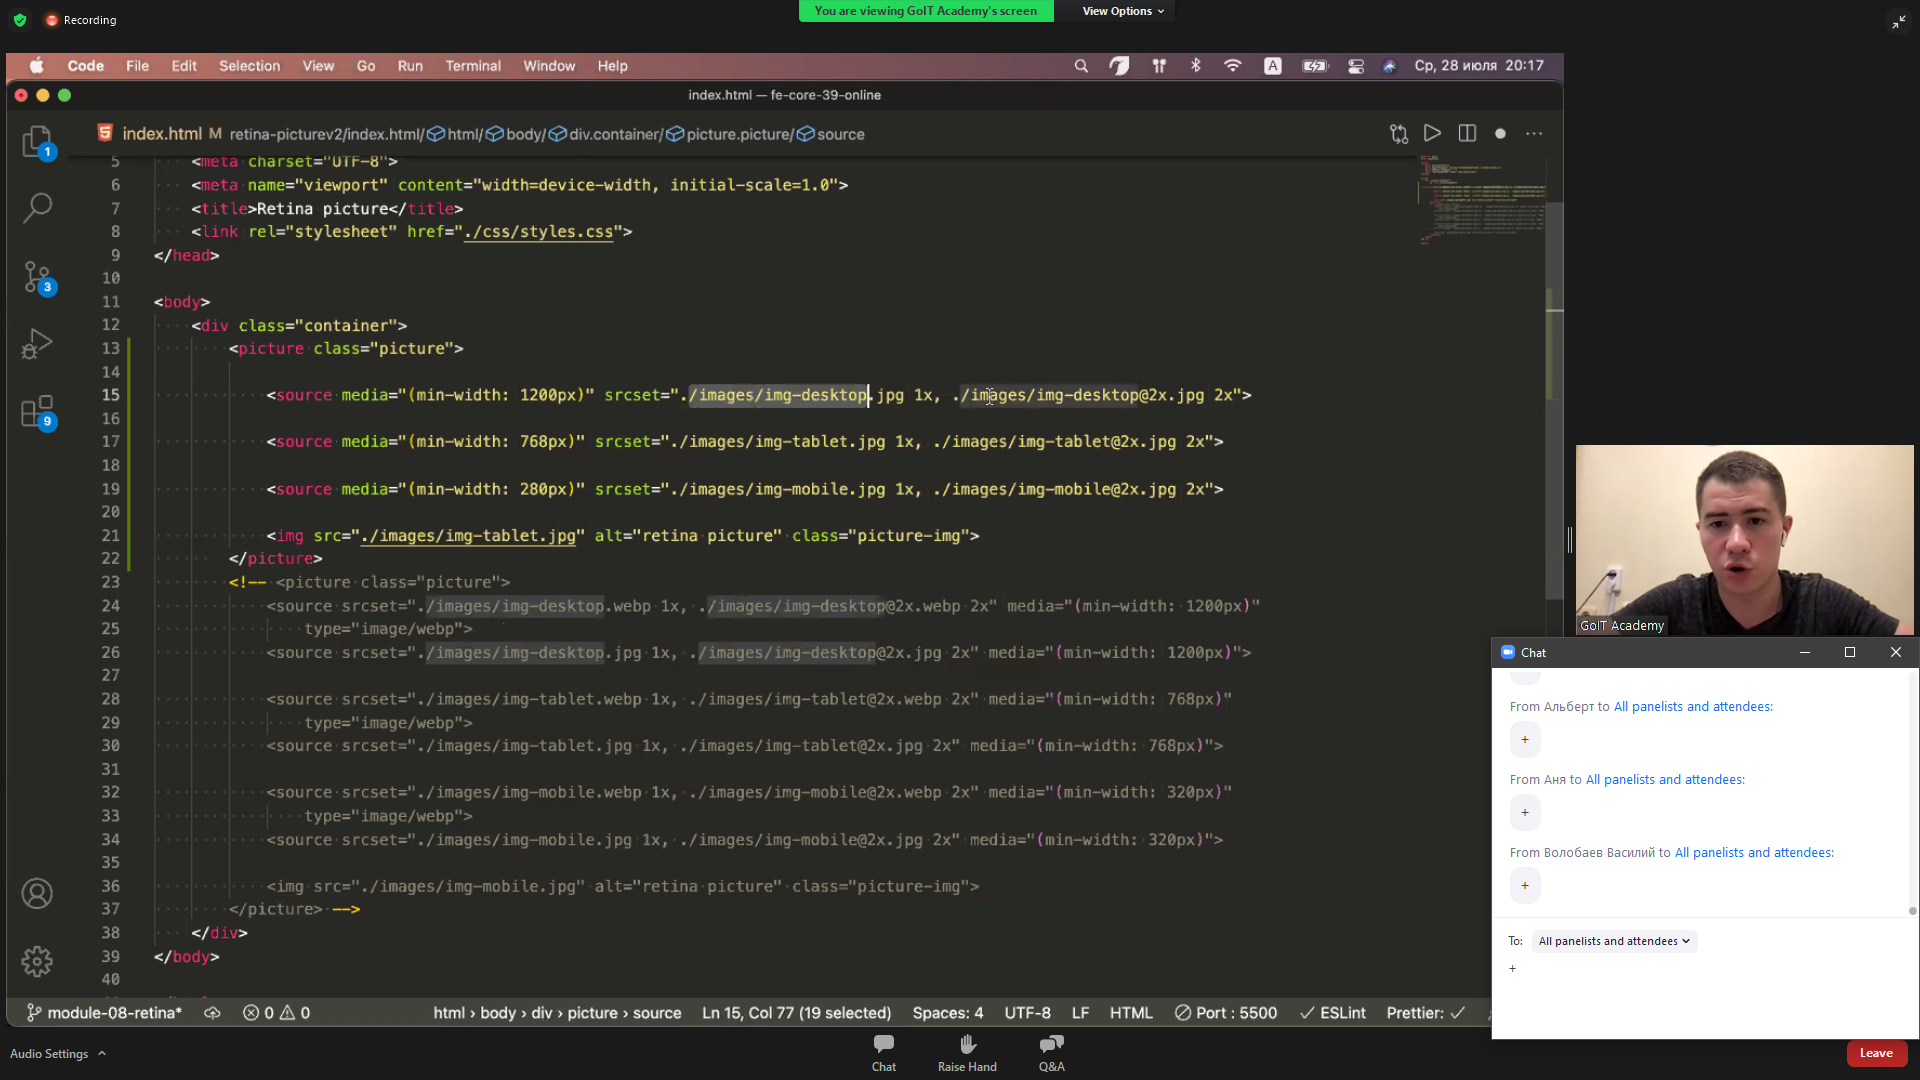 Recording
You are viewing GoIT Academy's screen
View Options
Code File Edit Selection View Go Run Terminal Window Help
A
Ср, 28 июля 20:17
index.html — fe-core-39-online
index.html M retina-picturev2/index.html/ html/ body/ div.container/ picture.picture/ source
5 <meta charset="UTF-8">
6 <meta name="viewport" content="width=device-width, initial-scale=1.0">
7 <title>Retina picture</title>
8 <link rel="stylesheet" href="./css/styles.css">
9 </head>
10
11 <body>
12 <div class="container">
13 <picture class="picture">
14
15 <source media="(min-width: 1200px)" srcset="./images/img-desktop.jpg 1x, ./images/img-desktop@2x.jpg 2x">
16
17 <source media="(min-width: 768px)" srcset="./images/img-tablet.jpg 1x, ./images/img-tablet@2x.jpg 2x">
18
19 <source media="(min-width: 280px)" srcset="./images/img-mobile.jpg 1x, ./images/img-mobile@2x.jpg 2x">
20
21 <img src="./images/img-tablet.jpg" alt="retina picture" class="picture-img">
22 </picture>
23 <!-- <picture class="picture">
24 <source srcset="./images/img-desktop.webp 1x, ./images/img-desktop@2x.webp 2x" media="(min-width: 1200px)"
25 type="image/webp">
26 <source srcset="./images/img-desktop.jpg 1x, ./images/img-desktop@2x.jpg 2x" media="(min-width: 1200px)">
27
28 <source srcset="./images/img-tablet.webp 1x, ./images/img-tablet@2x.webp 2x" media="(min-width: 768px)"
29 type="image/webp">
30 <source srcset="./images/img-tablet.jpg 1x, ./images/img-tablet@2x.jpg 2x" media="(min-width: 768px)">
31
32 <source srcset="./images/img-mobile.webp 1x, ./images/img-mobile@2x.webp 2x" media="(min-width: 320px)"
33 type="image/webp">
34 <source srcset="./images/img-mobile.jpg 1x, ./images/img-mobile@2x.jpg 2x" media="(min-width: 320px)">
35
36 <img src="./images/img-mobile.jpg" alt="retina picture" class="picture-img">
37 </picture> -->
38 </div>
39 </body>
40
1
3
9
module-08-retina* 0 0 html › body › div › picture › source Ln 15, Col 77 (19 selected) Spaces: 4 UTF-8 LF HTML Port : 5500 ESLint Prettier:
GoIT Academy
Chat
From Альберт to All panelists and attendees:
+
From Аня to All panelists and attendees:
+
From Волобаев Василий to All panelists and attendees:
+
To: All panelists and attendees
+
Audio Settings
Chat
Raise Hand
Q&A
Leave